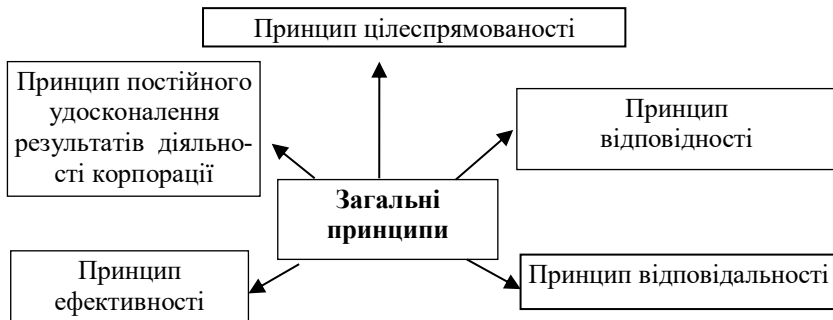 Принцип цілеспрямованості
Принцип постійного
удосконалення
результатів діяльно-
сті корпорації
Принцип
відповідності
Загальні
принципи
Принцип
ефективності
Принцип відповідальності